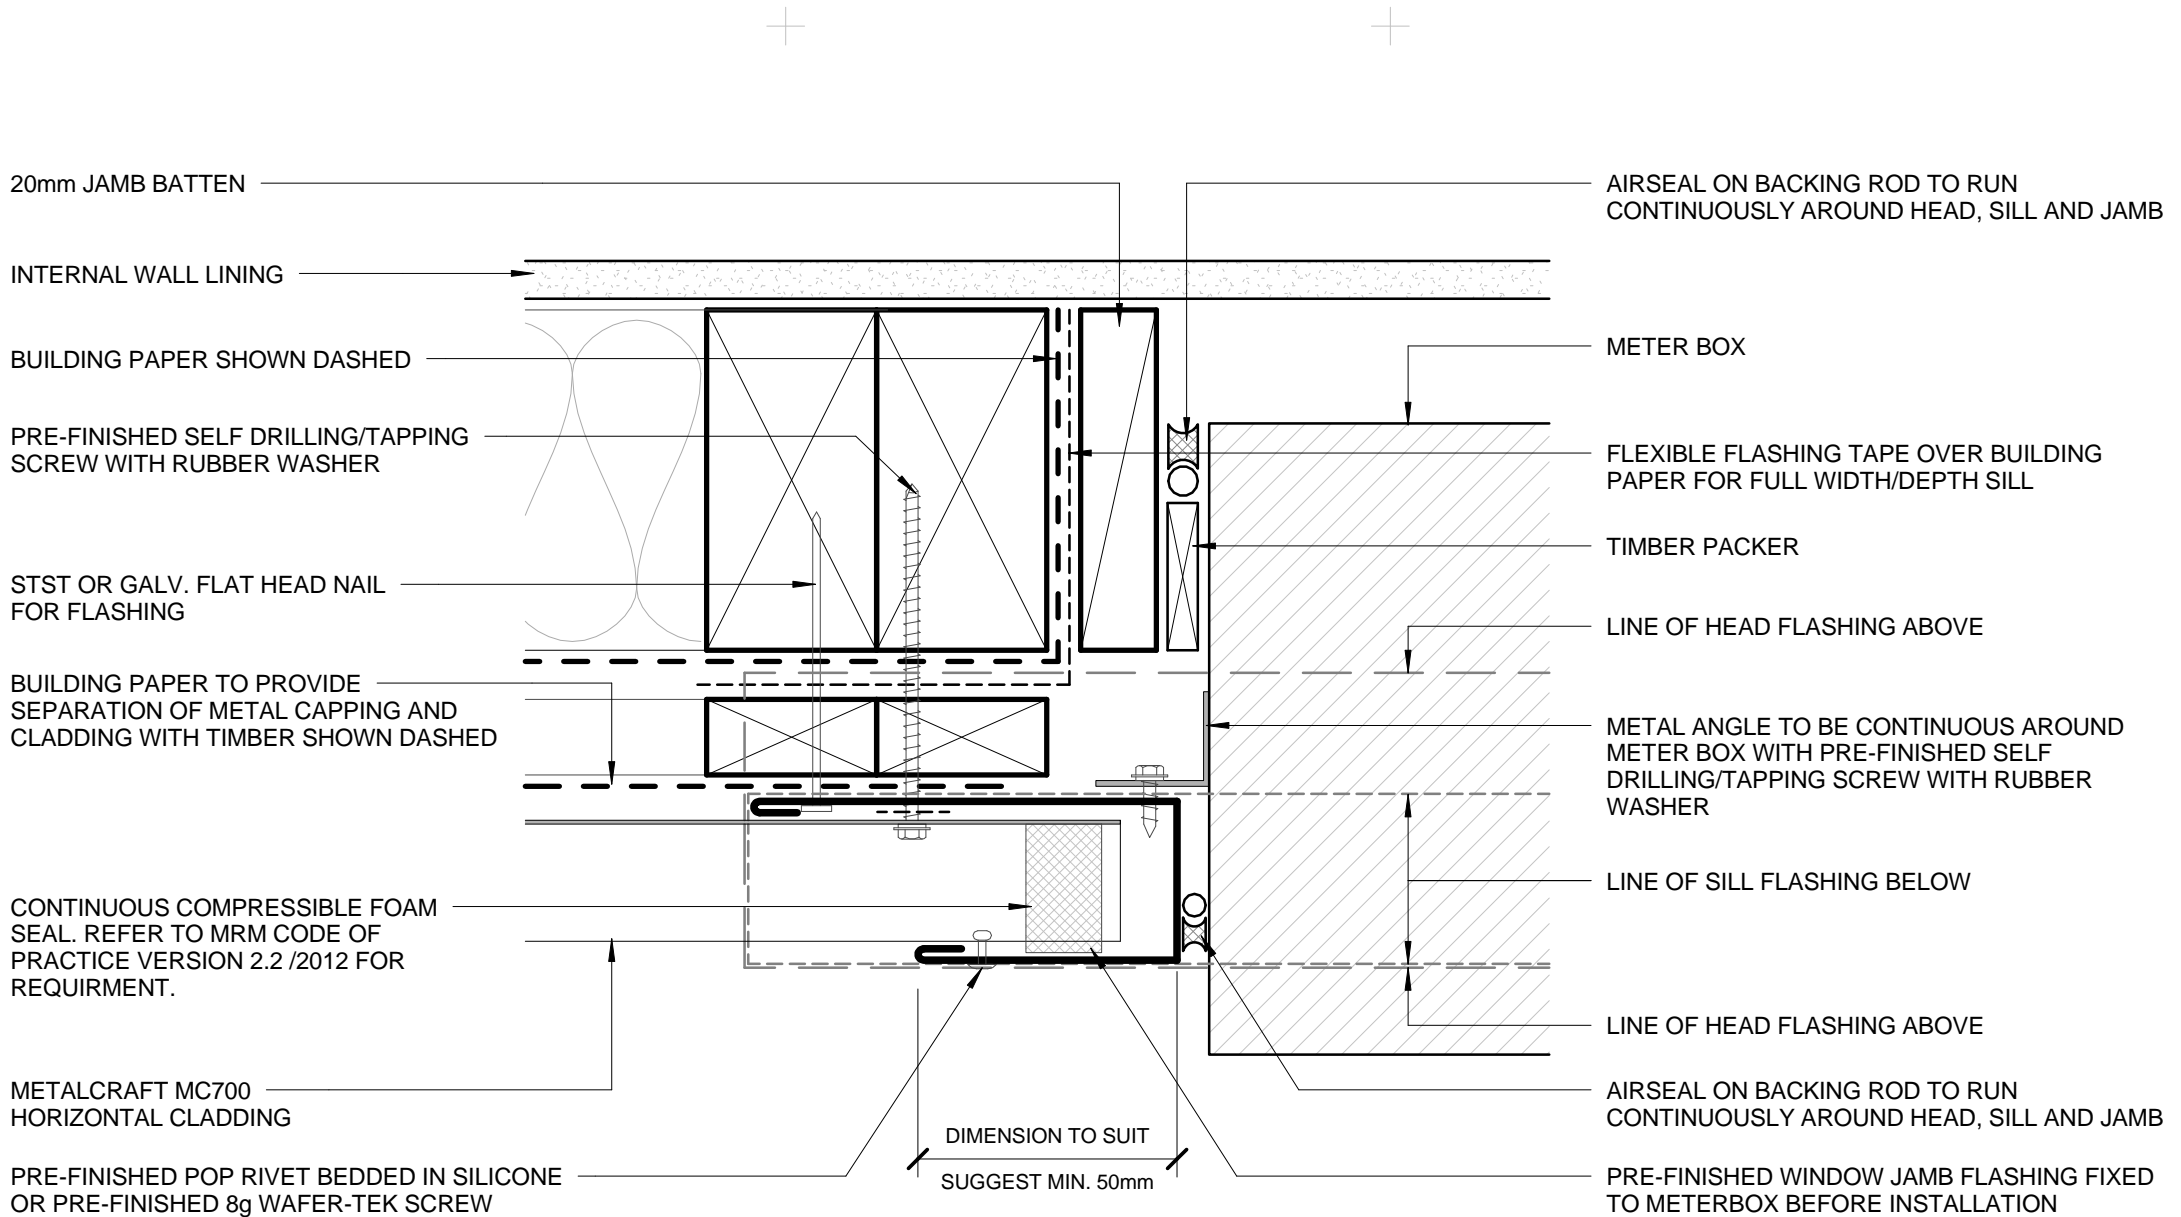 20mm JAMB BATTEN
INTERNAL WALL LINING
BUILDING PAPER SHOWN DASHED
PRE-FINISHED SELF DRILLING/TAPPING
SCREW WITH RUBBER WASHER
STST OR GALV. FLAT HEAD NAIL
FOR FLASHING
BUILDING PAPER TO PROVIDE
SEPARATION OF METAL CAPPING AND
CLADDING WITH TIMBER SHOWN DASHED
CONTINUOUS COMPRESSIBLE FOAM
SEAL. REFER TO MRM CODE OF
PRACTICE VERSION 2.2 /2012 FOR
REQUIRMENT.
METALCRAFT MC700
HORIZONTAL CLADDING
PRE-FINISHED POP RIVET BEDDED IN SILICONE
OR PRE-FINISHED 8g WAFER-TEK SCREW
DIMENSION TO SUIT
SUGGEST MIN. 50mm
AIRSEAL ON BACKING ROD TO RUN
CONTINUOUSLY AROUND HEAD, SILL AND JAMB
METER BOX
FLEXIBLE FLASHING TAPE OVER BUILDING
PAPER FOR FULL WIDTH/DEPTH SILL
TIMBER PACKER
LINE OF HEAD FLASHING ABOVE
METAL ANGLE TO BE CONTINUOUS AROUND
METER BOX WITH PRE-FINISHED SELF
DRILLING/TAPPING SCREW WITH RUBBER
WASHER
LINE OF SILL FLASHING BELOW
LINE OF HEAD FLASHING ABOVE
AIRSEAL ON BACKING ROD TO RUN
CONTINUOUSLY AROUND HEAD, SILL AND JAMB
PRE-FINISHED WINDOW JAMB FLASHING FIXED
TO METERBOX BEFORE INSTALLATION